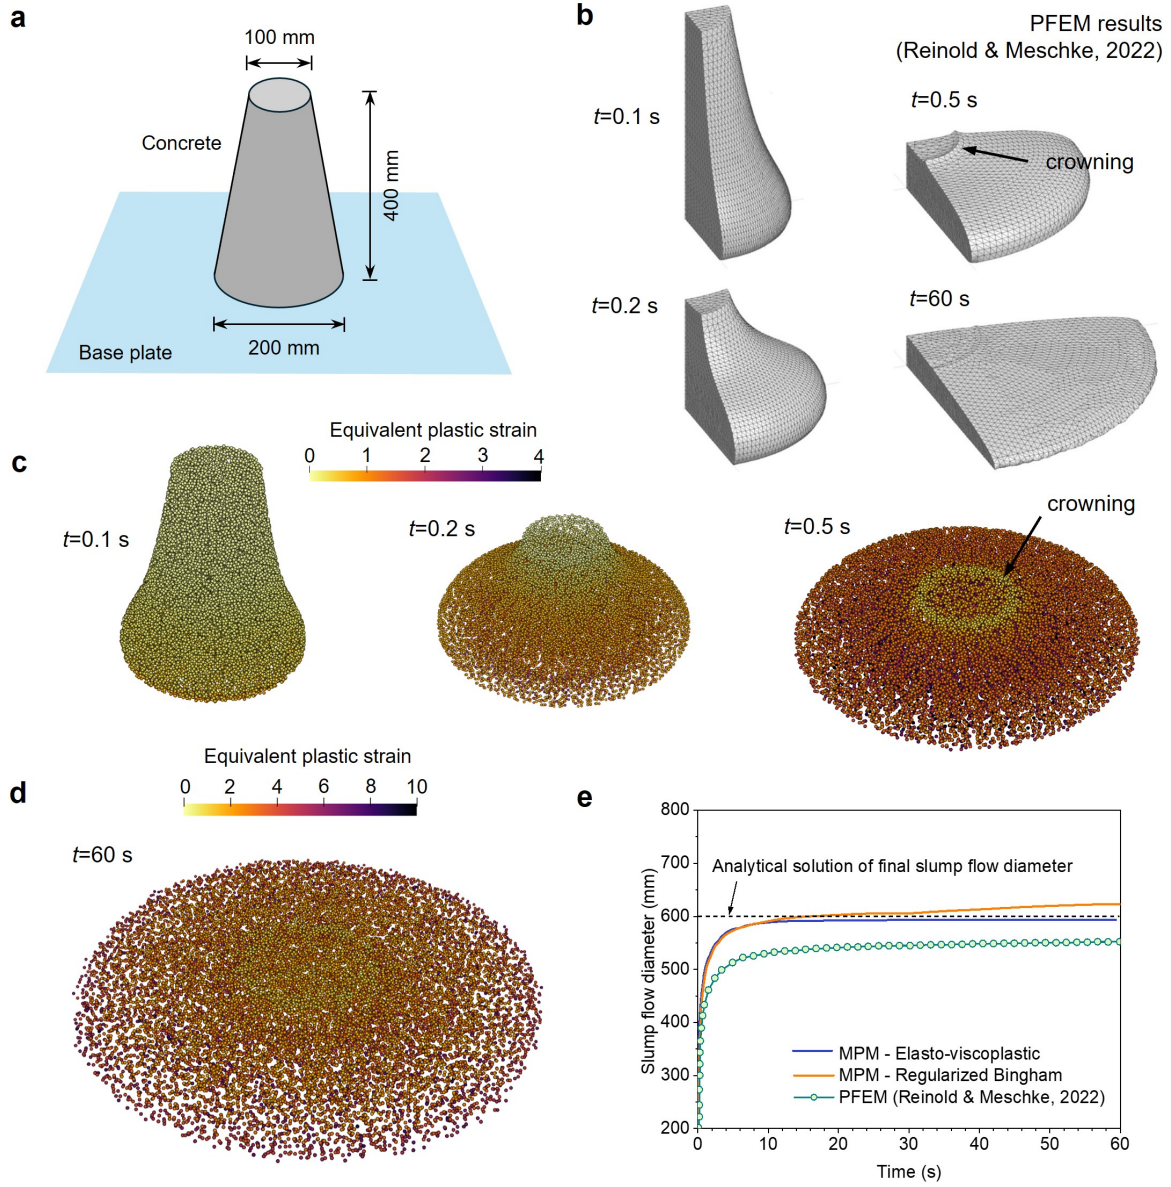 a
100 mm
Concrete
400 mm
200 mm
Base plate
b
PFEM results
(Reinold & Meschke, 2022)
t=0.1 s
t=0.5 s
crowning
t=0.2 s
t=60 s
c
Equivalent plastic strain
0 1 2 3 4
t=0.1 s
t=0.2 s
t=0.5 s
crowning
d
Equivalent plastic strain
0 2 4 6 8 10
t=60 s
e
800
700
600
500
400
300
200
Slump flow diameter (mm)
Analytical solution of final slump flow diameter
MPM - Elasto-viscoplastic
MPM - Regularized Bingham
PFEM (Reinold & Meschke, 2022)
0 10 20 30 40 50 60
Time (s)